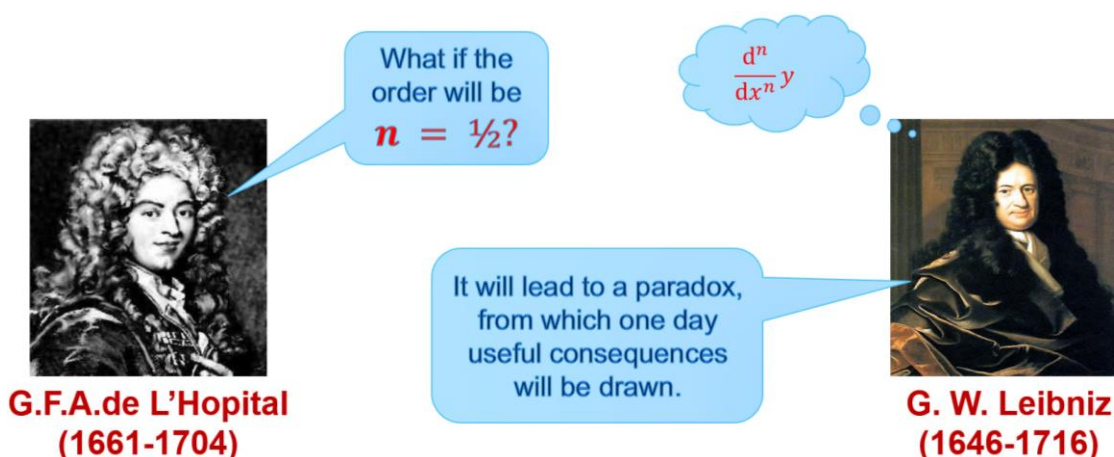 What if the
order will be
n = ½?
dⁿ
dxⁿ y
It will lead to a paradox,
from which one day
useful consequences
will be drawn.
G.F.A.de L'Hopital
(1661-1704)
G. W. Leibniz
(1646-1716)